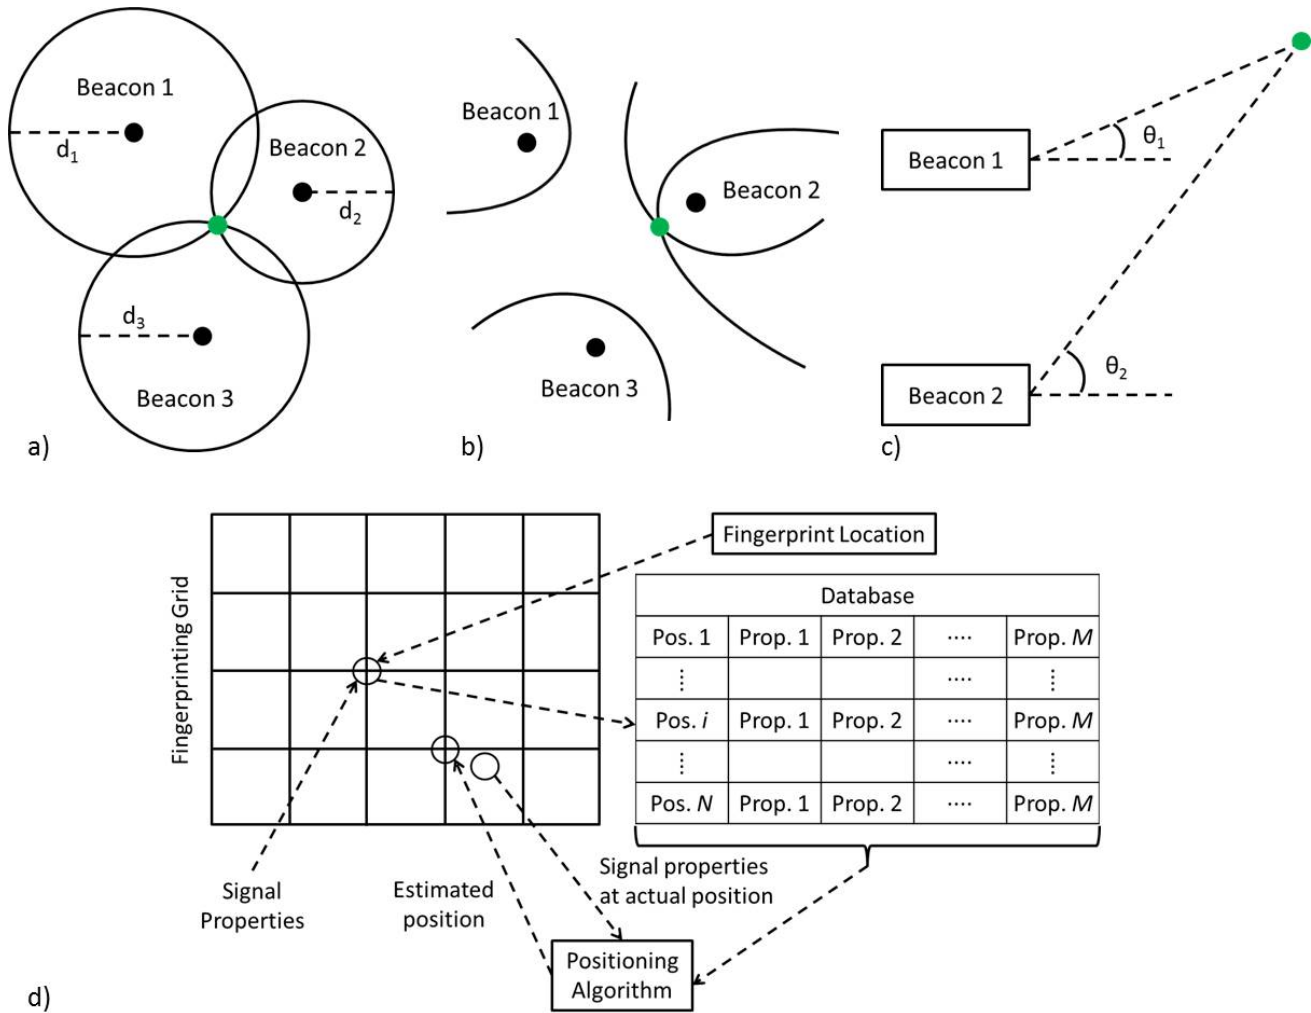 Beacon 1
d1
Beacon 2
d2
d3
Beacon 3
a)
Beacon 1
Beacon 2
Beacon 3
b)
Beacon 1
θ1
Beacon 2
θ2
c)
Fingerprinting Grid
Fingerprint Location
Database
Pos. 1 Prop. 1 Prop. 2 .... Prop. M
⋮ .... ⋮
Pos. i Prop. 1 Prop. 2 .... Prop. M
⋮ .... ⋮
Pos. N Prop. 1 Prop. 2 .... Prop. M
Signal
Properties
Estimated
position
Signal properties
at actual position
Positioning
Algorithm
d)